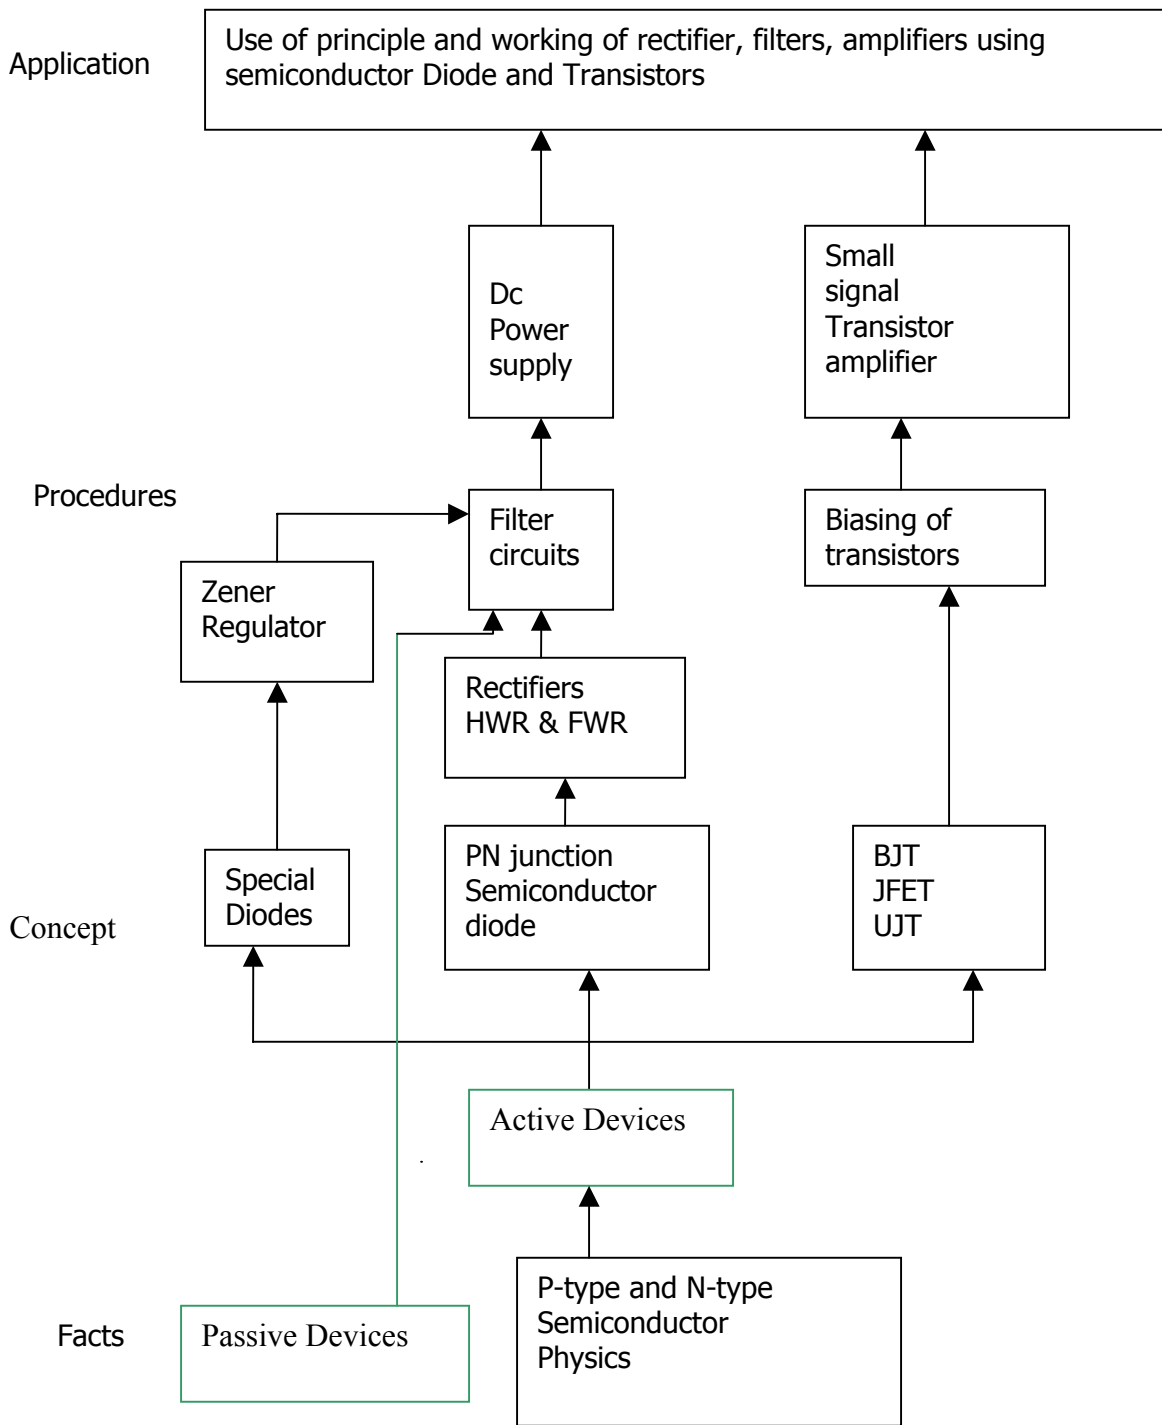 Application
Use of principle and working of rectifier, filters, amplifiers using
semiconductor Diode and Transistors
Dc
Power
supply
Small
signal
Transistor
amplifier
Procedures
Filter
circuits
Biasing of
transistors
Zener
Regulator
Rectifiers
HWR & FWR
Concept
Special
Diodes
PN junction
Semiconductor
diode
BJT
JFET
UJT
Active Devices
Facts
Passive Devices
P-type and N-type
Semiconductor
Physics